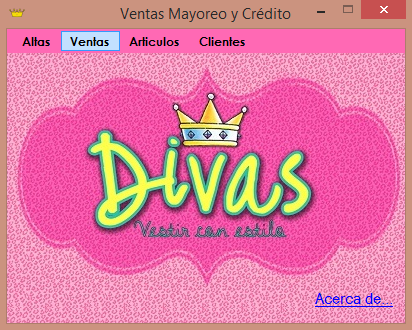 Ventas Mayoreo y Crédito
Altas Ventas Articulos Clientes
Divas
Vestir con estilo
Acerca de...